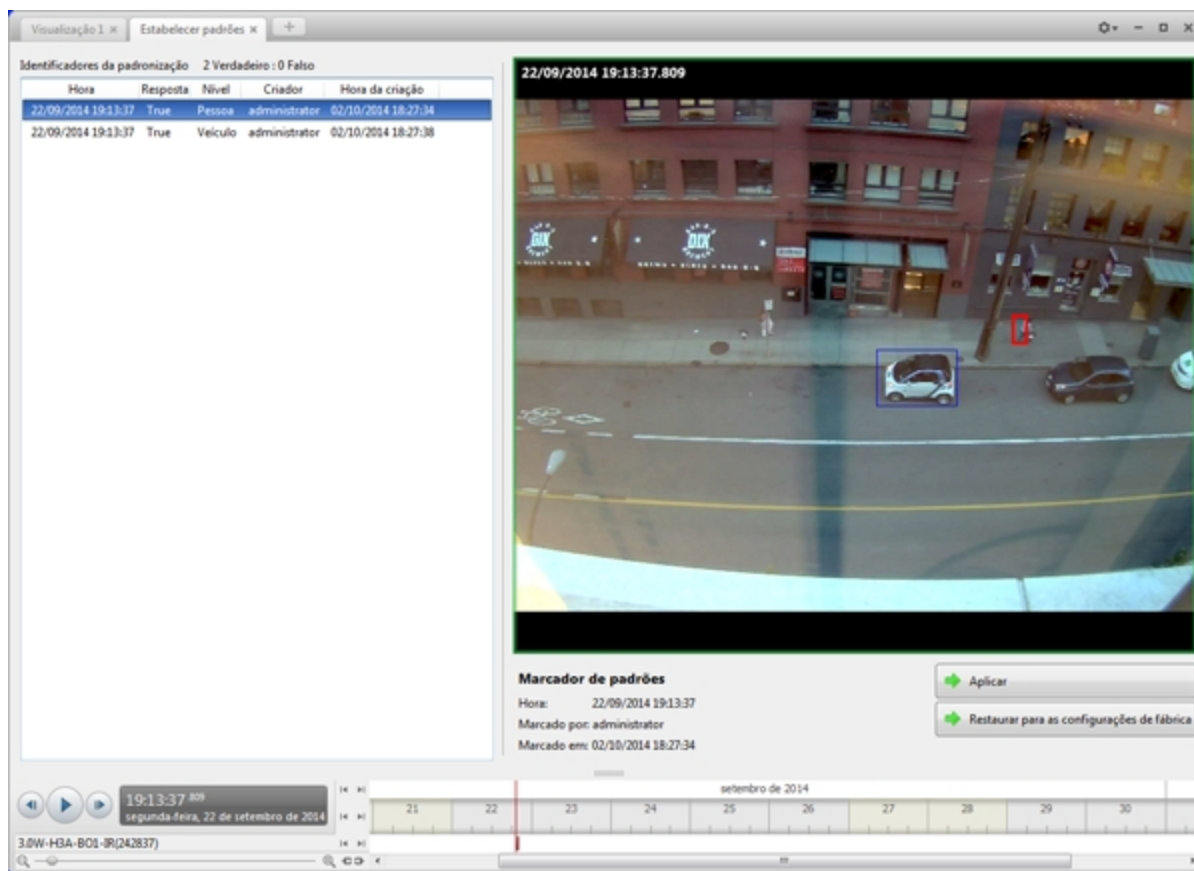 Visualização 1
Estabelecer padrões
Identificadores da padronização 2 Verdadeiro : 0 Falso
Hora Resposta Nível Criador Hora da criação
22/09/2014 19:13:37 True Pessoa administrator 02/10/2014 18:27:34
22/09/2014 19:13:37 True Veículo administrator 02/10/2014 18:27:38
22/09/2014 19:13:37.809
DIX
DIX
Marcador de padrões
Hora: 22/09/2014 19:13:37
Marcado por: administrator
Marcado em: 02/10/2014 18:27:34
Aplicar
Restaurar para as configurações de fábrica
19:13:37.809
segunda-feira, 22 de setembro de 2014
setembro de 2014
21 22 23 24 25 26 27 28 29 30
3.0W-H3A-BO1-IR(242837)